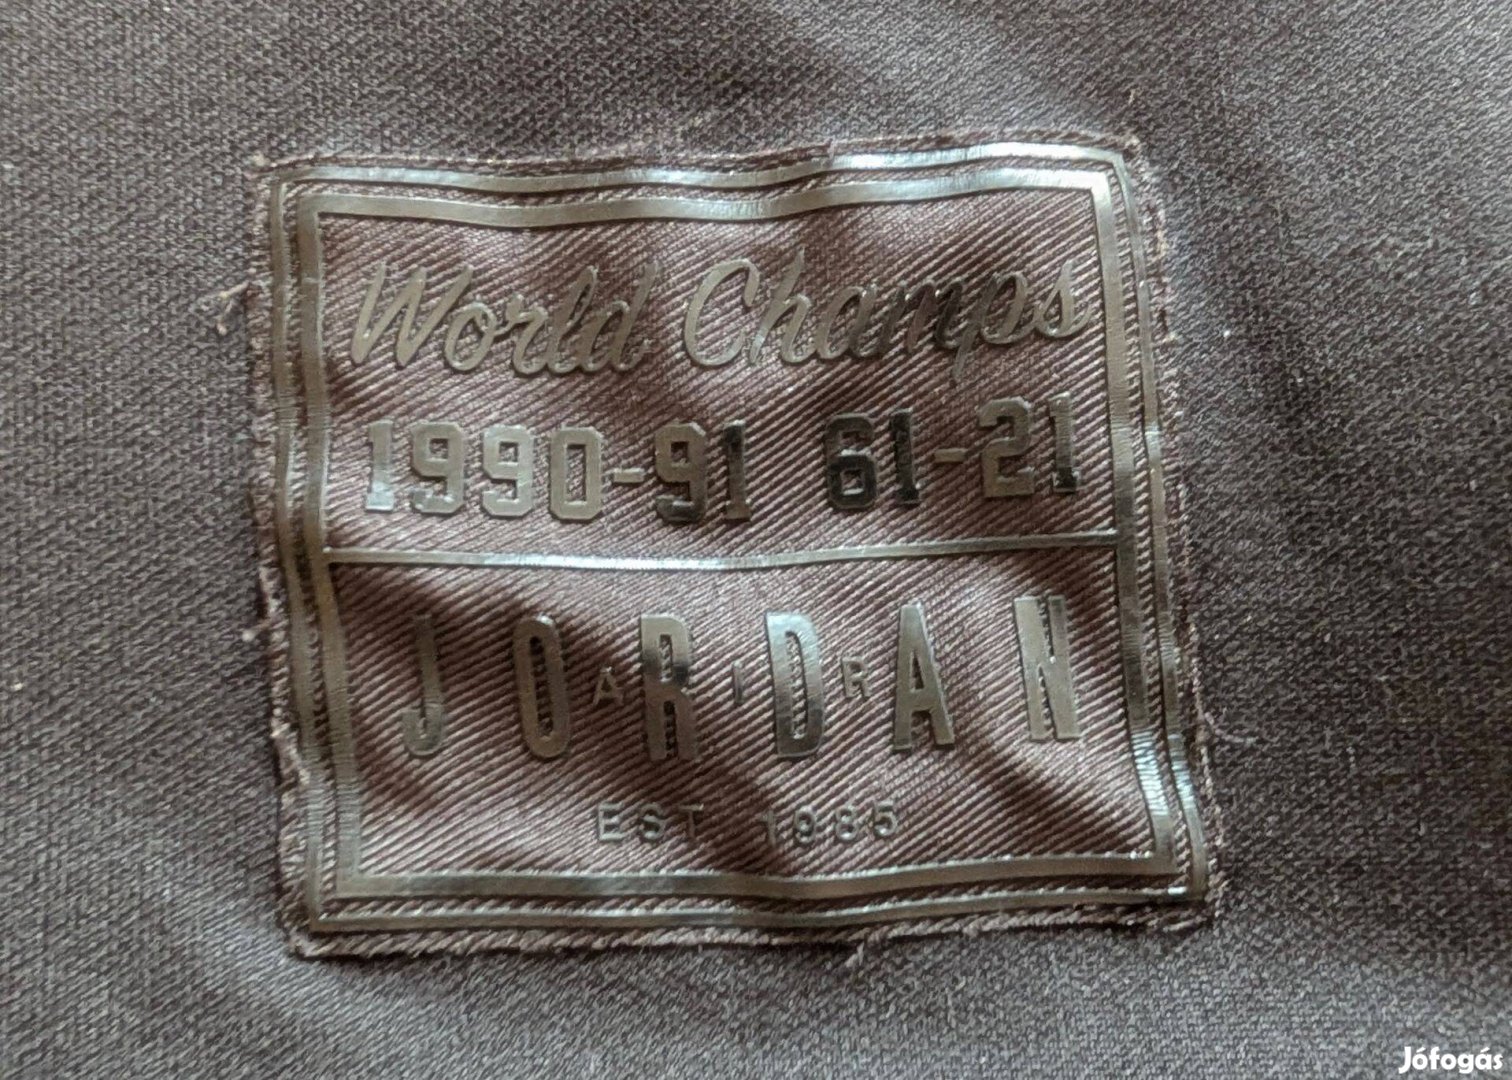 World Champs
1990-91 61-21
JORDAN
AIR
EST 1985
Jófogás